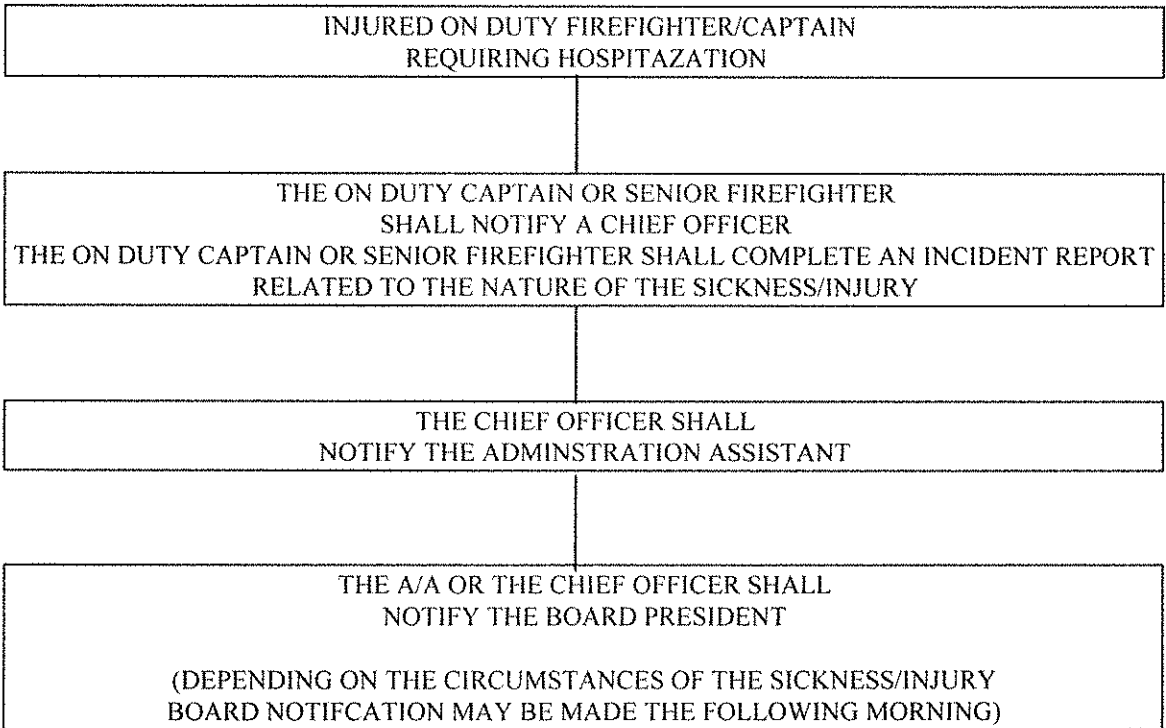 INJURED ON DUTY FIREFIGHTER/CAPTAIN
REQUIRING HOSPITAZATION
THE ON DUTY CAPTAIN OR SENIOR FIREFIGHTER
SHALL NOTIFY A CHIEF OFFICER
THE ON DUTY CAPTAIN OR SENIOR FIREFIGHTER SHALL COMPLETE AN INCIDENT REPORT
RELATED TO THE NATURE OF THE SICKNESS/INJURY
THE CHIEF OFFICER SHALL
NOTIFY THE ADMINSTRATION ASSISTANT
THE A/A OR THE CHIEF OFFICER SHALL
NOTIFY THE BOARD PRESIDENT
(DEPENDING ON THE CIRCUMSTANCES OF THE SICKNESS/INJURY
BOARD NOTIFCATION MAY BE MADE THE FOLLOWING MORNING)